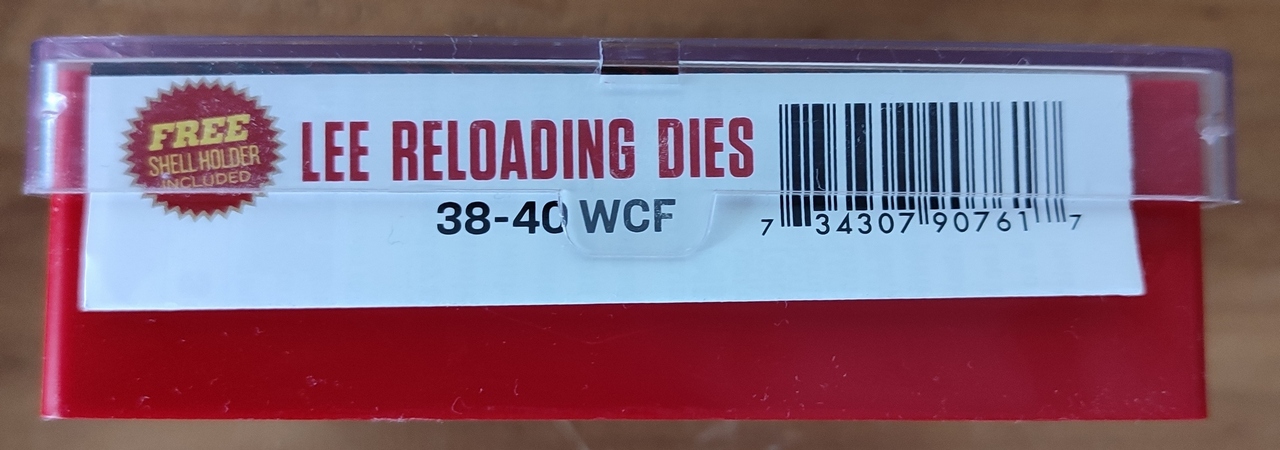 FREE
SHELL HOLDER
INCLUDED
LEE RELOADING DIES
38-40 WCF
7 34307 90761 7